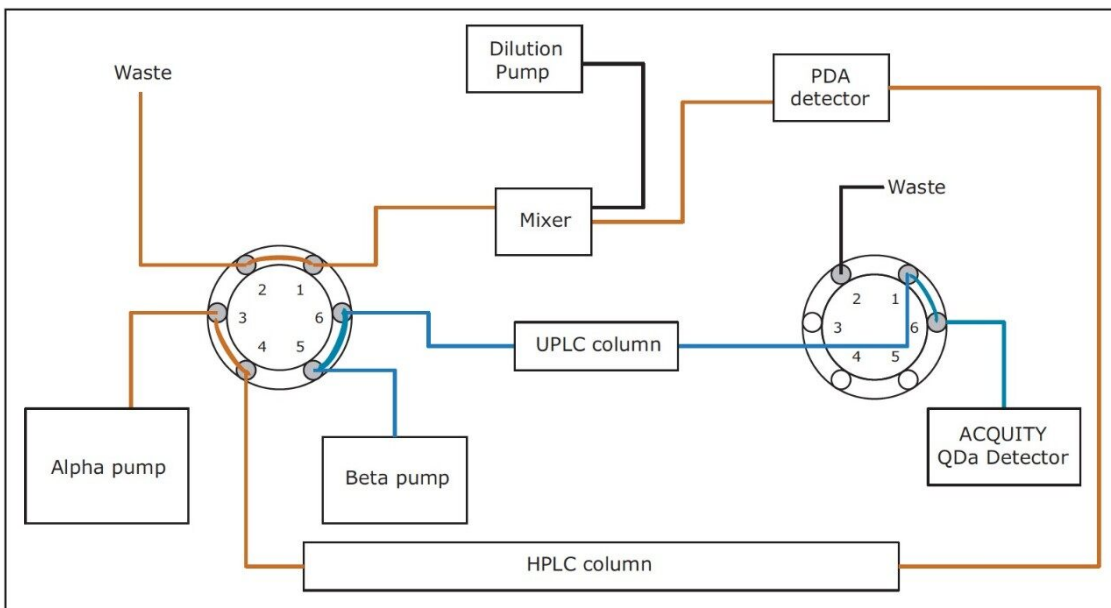 Dilution
Pump
PDA
detector
Waste
Waste
Mixer
2 1
3 6
4 5
2 1
3 6
4 5
UPLC column
Alpha pump
Beta pump
ACQUITY
QDa Detector
HPLC column